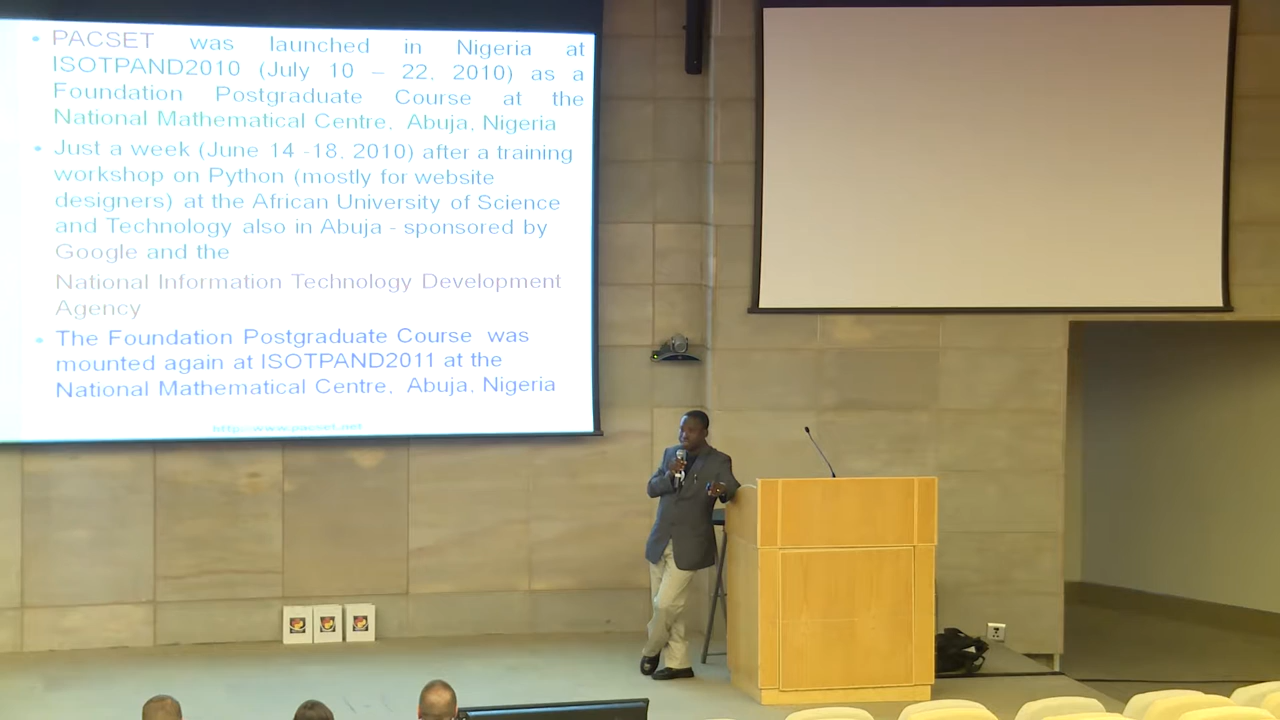 • PACSET was launched in Nigeria at
ISOTPAND2010 (July 10 – 22, 2010) as a
Foundation Postgraduate Course at the
National Mathematical Centre, Abuja, Nigeria
• Just a week (June 14 -18, 2010) after a training
workshop on Python (mostly for website
designers) at the African University of Science
and Technology also in Abuja - sponsored by
Google and the
National Information Technology Development
Agency
• The Foundation Postgraduate Course was
mounted again at ISOTPAND2011 at the
National Mathematical Centre, Abuja, Nigeria
http://www.pacset.net